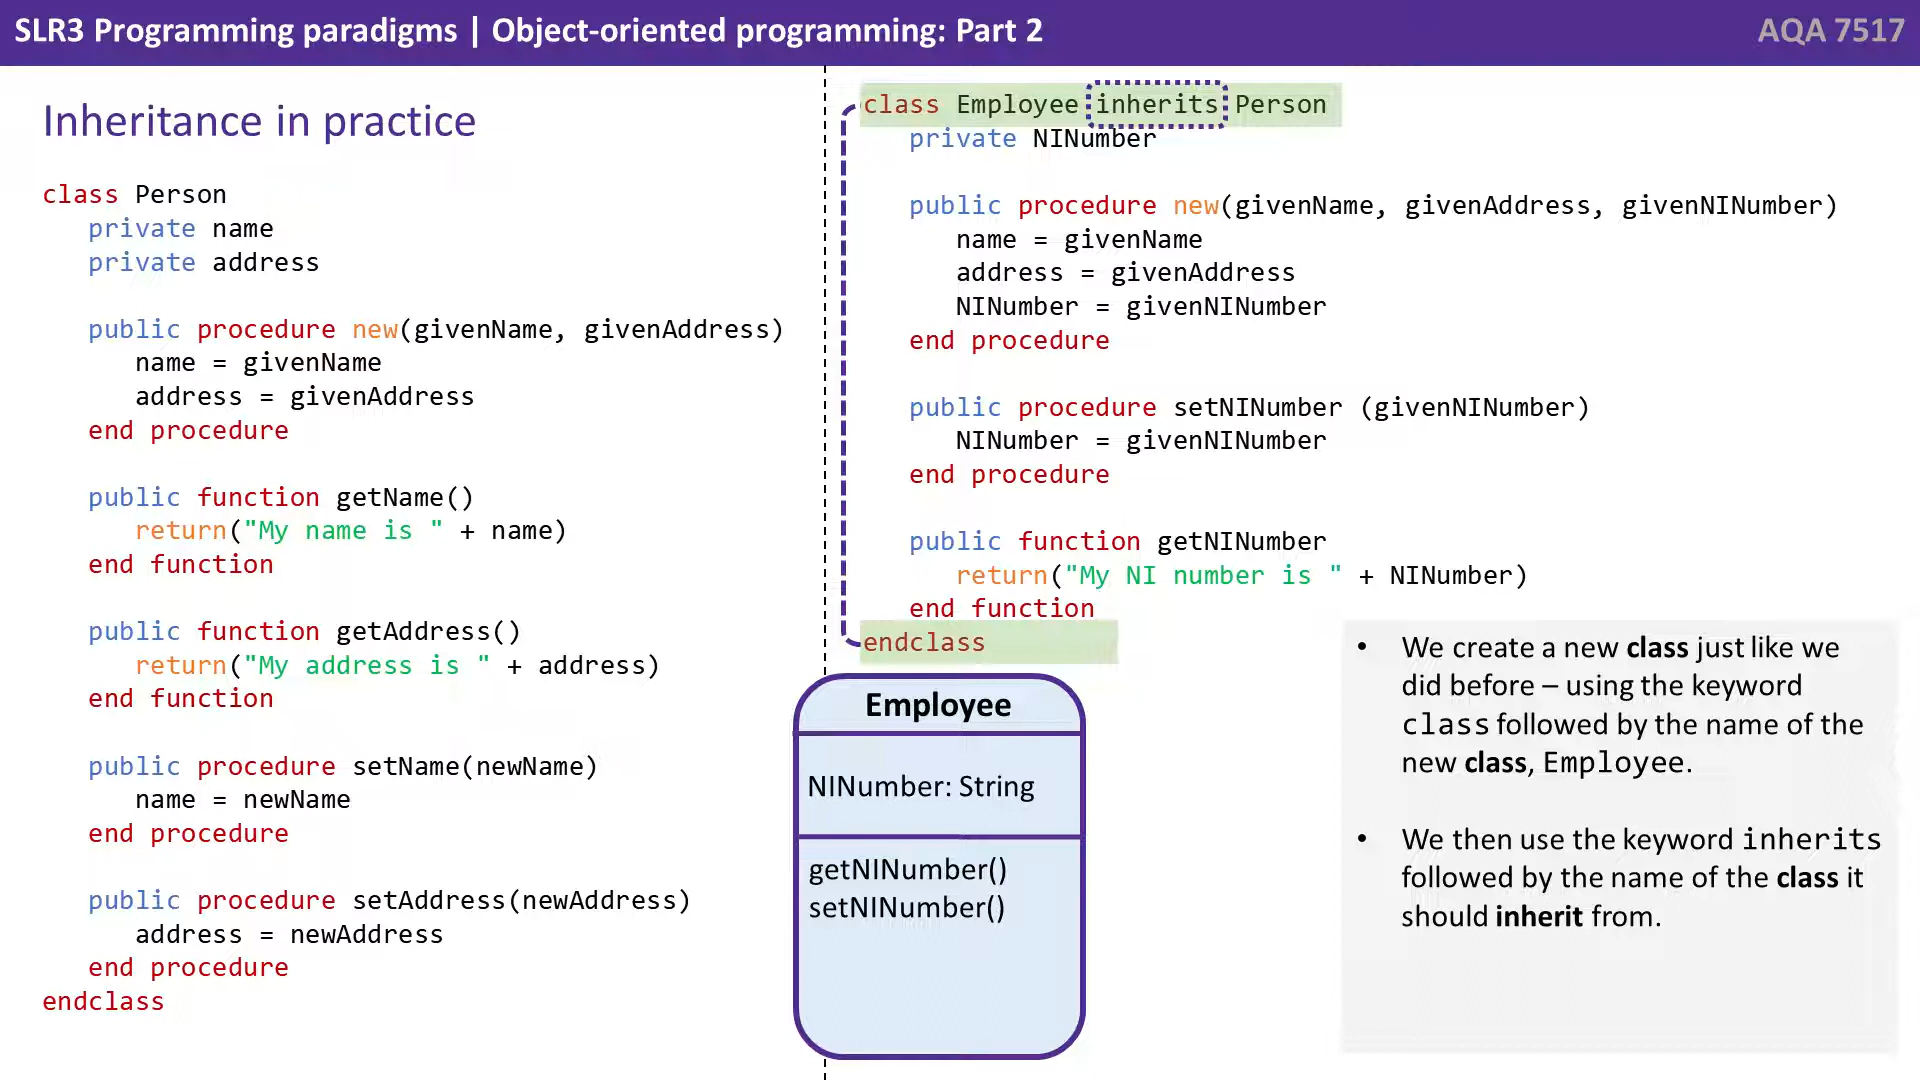 SLR3 Programming paradigms | Object-oriented programming: Part 2
AQA 7517
Inheritance in practice
class Person
private name
private address
public procedure new(givenName, givenAddress)
name = givenName
address = givenAddress
end procedure
public function getName()
return("My name is " + name)
end function
public function getAddress()
return("My address is " + address)
end function
public procedure setName(newName)
name = newName
end procedure
public procedure setAddress(newAddress)
address = newAddress
end procedure
endclass
class Employee inherits Person
private NINumber
public procedure new(givenName, givenAddress, givenNINumber)
name = givenName
address = givenAddress
NINumber = givenNINumber
end procedure
public procedure setNINumber (givenNINumber)
NINumber = givenNINumber
end procedure
public function getNINumber
return("My NI number is " + NINumber)
end function
endclass
Employee
NINumber: String
getNINumber()
setNINumber()
• We create a new class just like we
did before – using the keyword
class followed by the name of the
new class, Employee.
• We then use the keyword inherits
followed by the name of the class it
should inherit from.